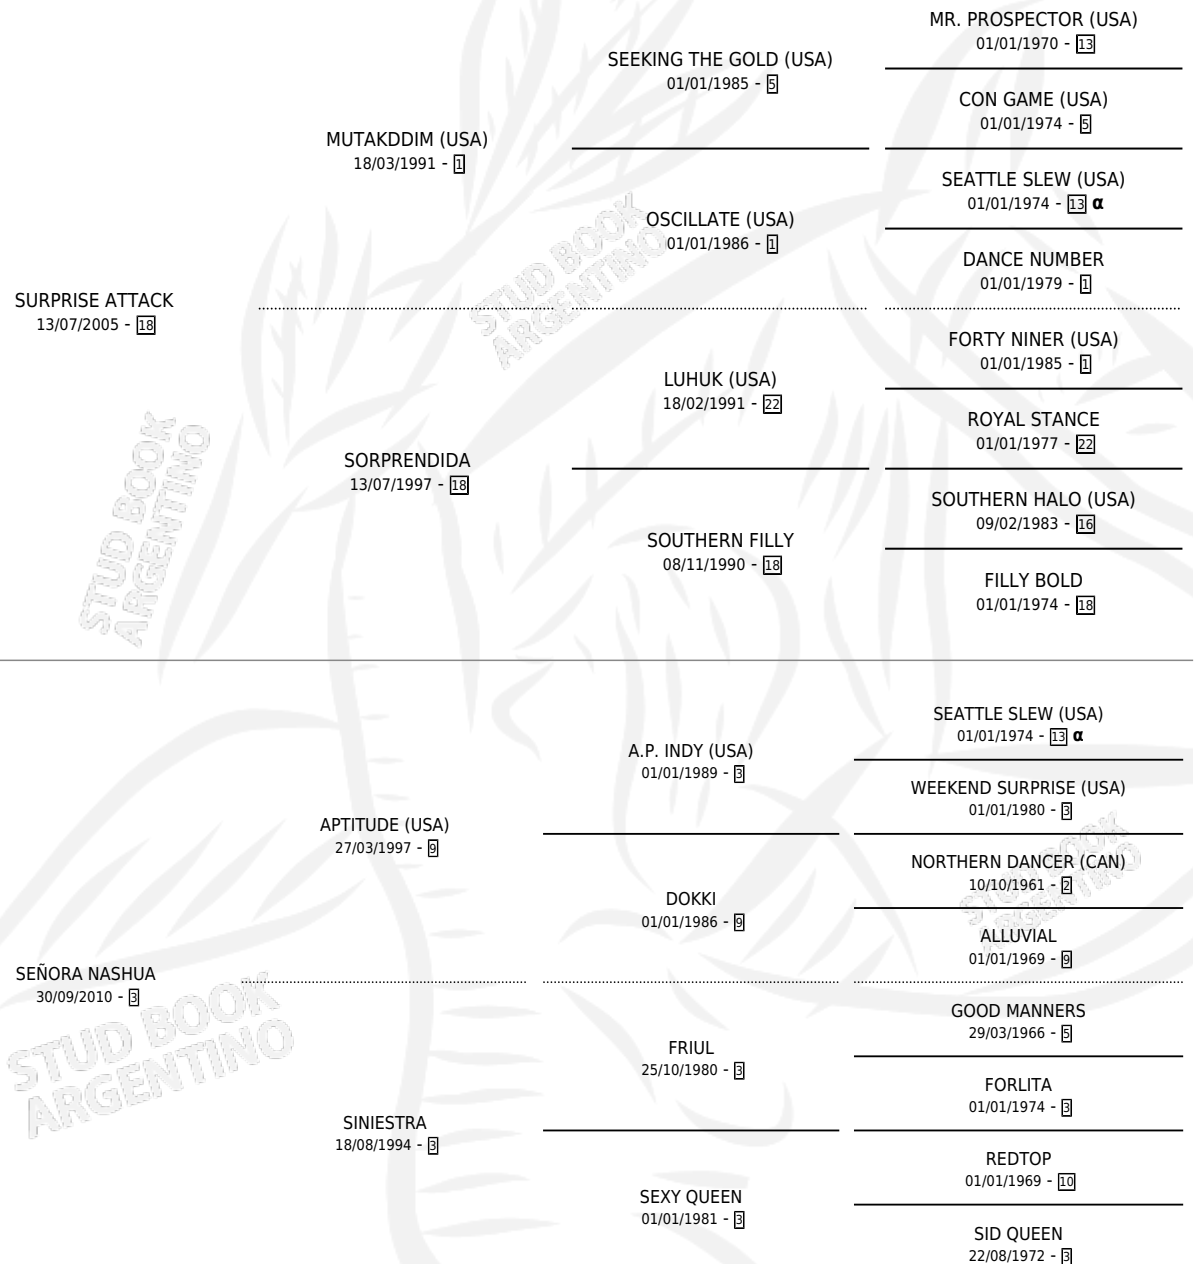 MR. PROSPECTOR (USA)
01/01/1970 - 13
SEEKING THE GOLD (USA)
01/01/1985 - 5
CON GAME (USA)
01/01/1974 - 5
MUTAKDDIM (USA)
18/03/1991 - 1
SEATTLE SLEW (USA)
01/01/1974 - 13 α
OSCILLATE (USA)
01/01/1986 - 1
DANCE NUMBER
01/01/1979 - 1
SURPRISE ATTACK
13/07/2005 - 18
FORTY NINER (USA)
01/01/1985 - 1
LUHUK (USA)
18/02/1991 - 22
ROYAL STANCE
01/01/1977 - 22
SORPRENDIDA
13/07/1997 - 18
SOUTHERN HALO (USA)
09/02/1983 - 16
SOUTHERN FILLY
08/11/1990 - 18
FILLY BOLD
01/01/1974 - 18
STUD BOOK
ARGENTINO
STUD BOOK
ARGENTINO
SEATTLE SLEW (USA)
01/01/1974 - 13 α
A.P. INDY (USA)
01/01/1989 - 3
WEEKEND SURPRISE (USA)
01/01/1980 - 3
APTITUDE (USA)
27/03/1997 - 9
NORTHERN DANCER (CAN)
10/10/1961 - 2
DOKKI
01/01/1986 - 9
ALLUVIAL
01/01/1969 - 9
SEÑORA NASHUA
30/09/2010 - 3
GOOD MANNERS
29/03/1966 - 5
FRIUL
25/10/1980 - 3
FORLITA
01/01/1974 - 3
SINIESTRA
18/08/1994 - 3
REDTOP
01/01/1969 - 10
SEXY QUEEN
01/01/1981 - 3
SID QUEEN
22/08/1972 - 3
STUD BOOK
ARGENTINO
STUD BOOK
ARGENTINO